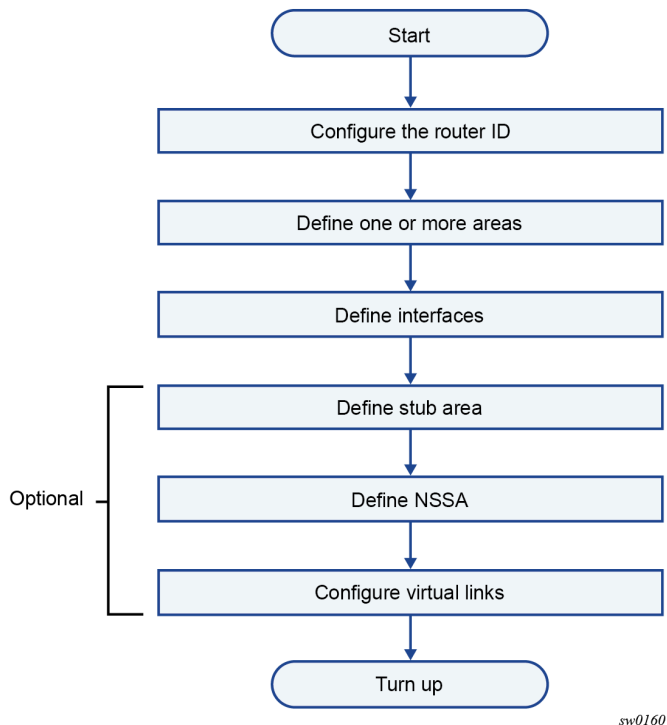 Start
Configure the router ID
Define one or more areas
Define interfaces
Define stub area
Optional
Define NSSA
Configure virtual links
Turn up
sw0160